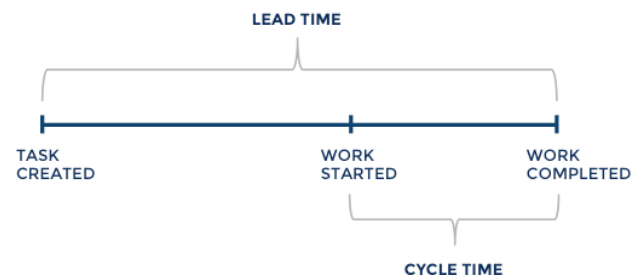 LEAD TIME
TASK
CREATED
WORK
STARTED
WORK
COMPLETED
CYCLE TIME